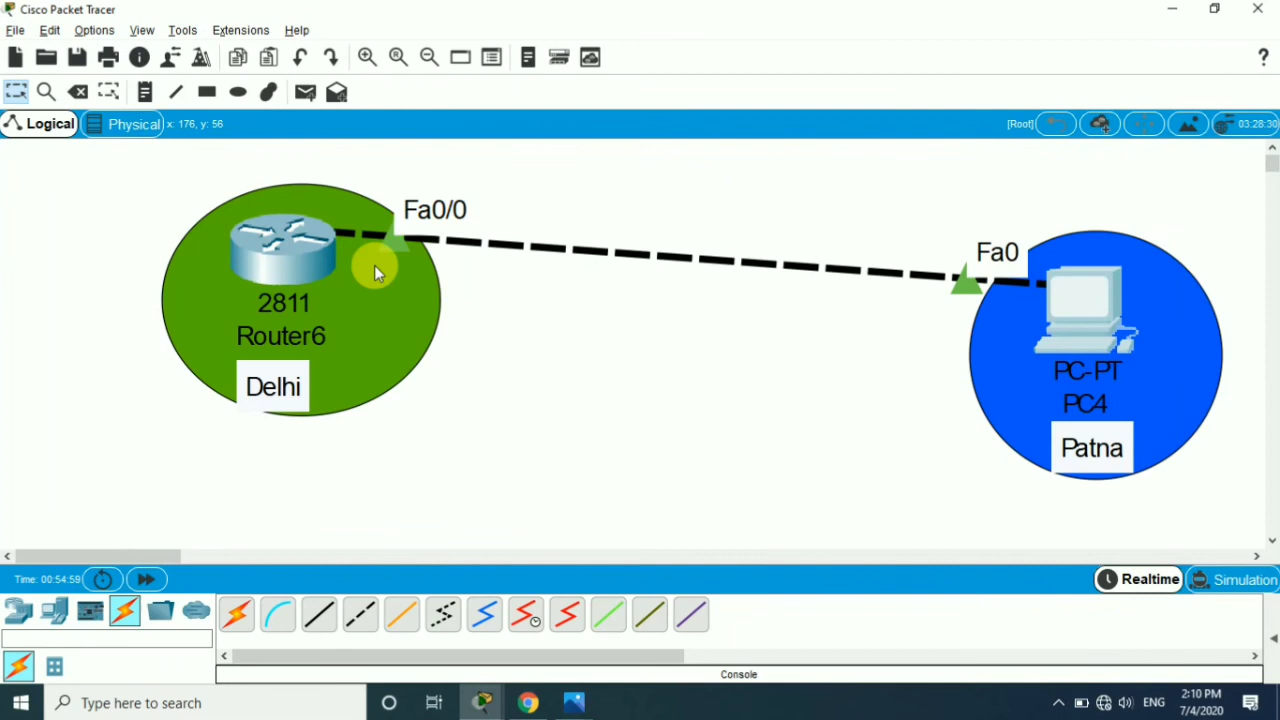 Cisco Packet Tracer
File Edit Options View Tools Extensions Help
?
Logical Physical x: 176, y: 56 [Root] 03:28:30
Fa0/0
Fa0
2811
Router6
Delhi
PC-PT
PC4
Patna
Time: 00:54:59 Realtime Simulation
Console
Type here to search
ENG 2:10 PM
7/4/2020